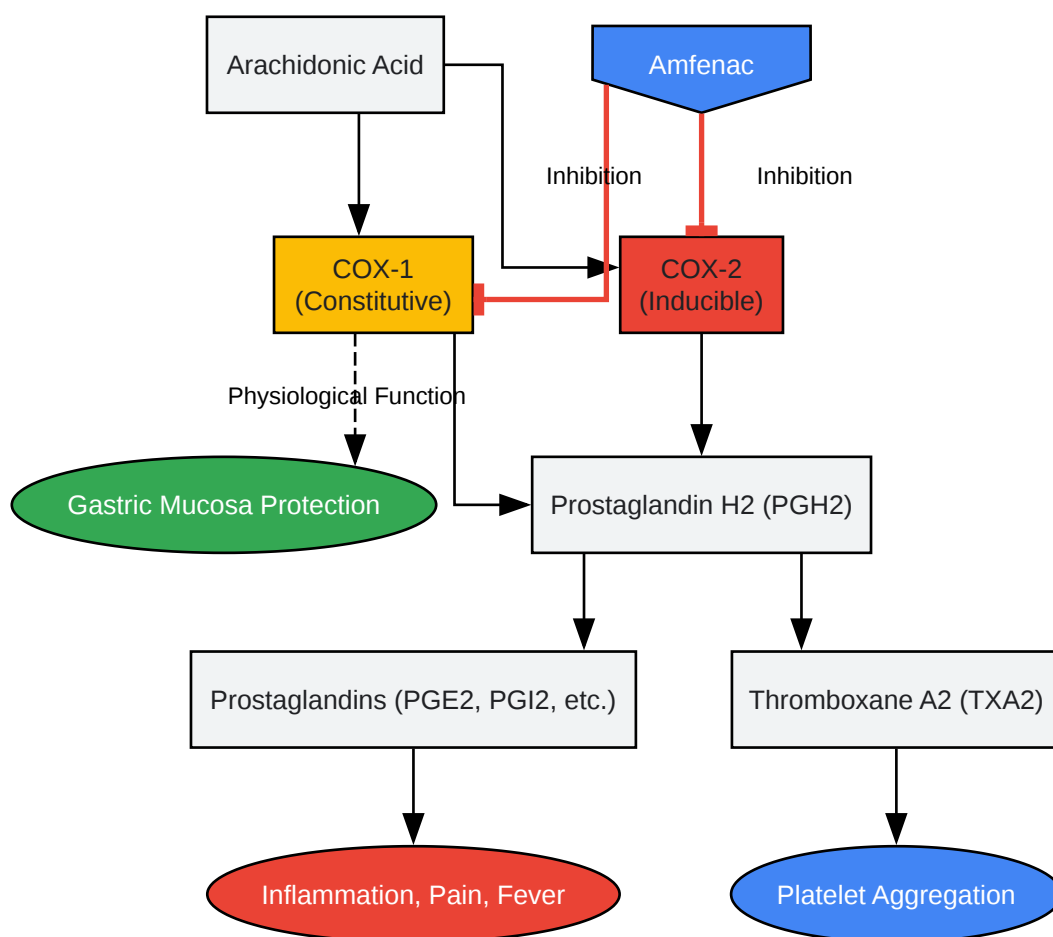 Arachidonic Acid
Amfenac
Inhibition
Inhibition
COX-1
(Constitutive)
COX-2
(Inducible)
Physiological Function
Gastric Mucosa Protection
Prostaglandin H2 (PGH2)
Prostaglandins (PGE2, PGI2, etc.)
Thromboxane A2 (TXA2)
Inflammation, Pain, Fever
Platelet Aggregation